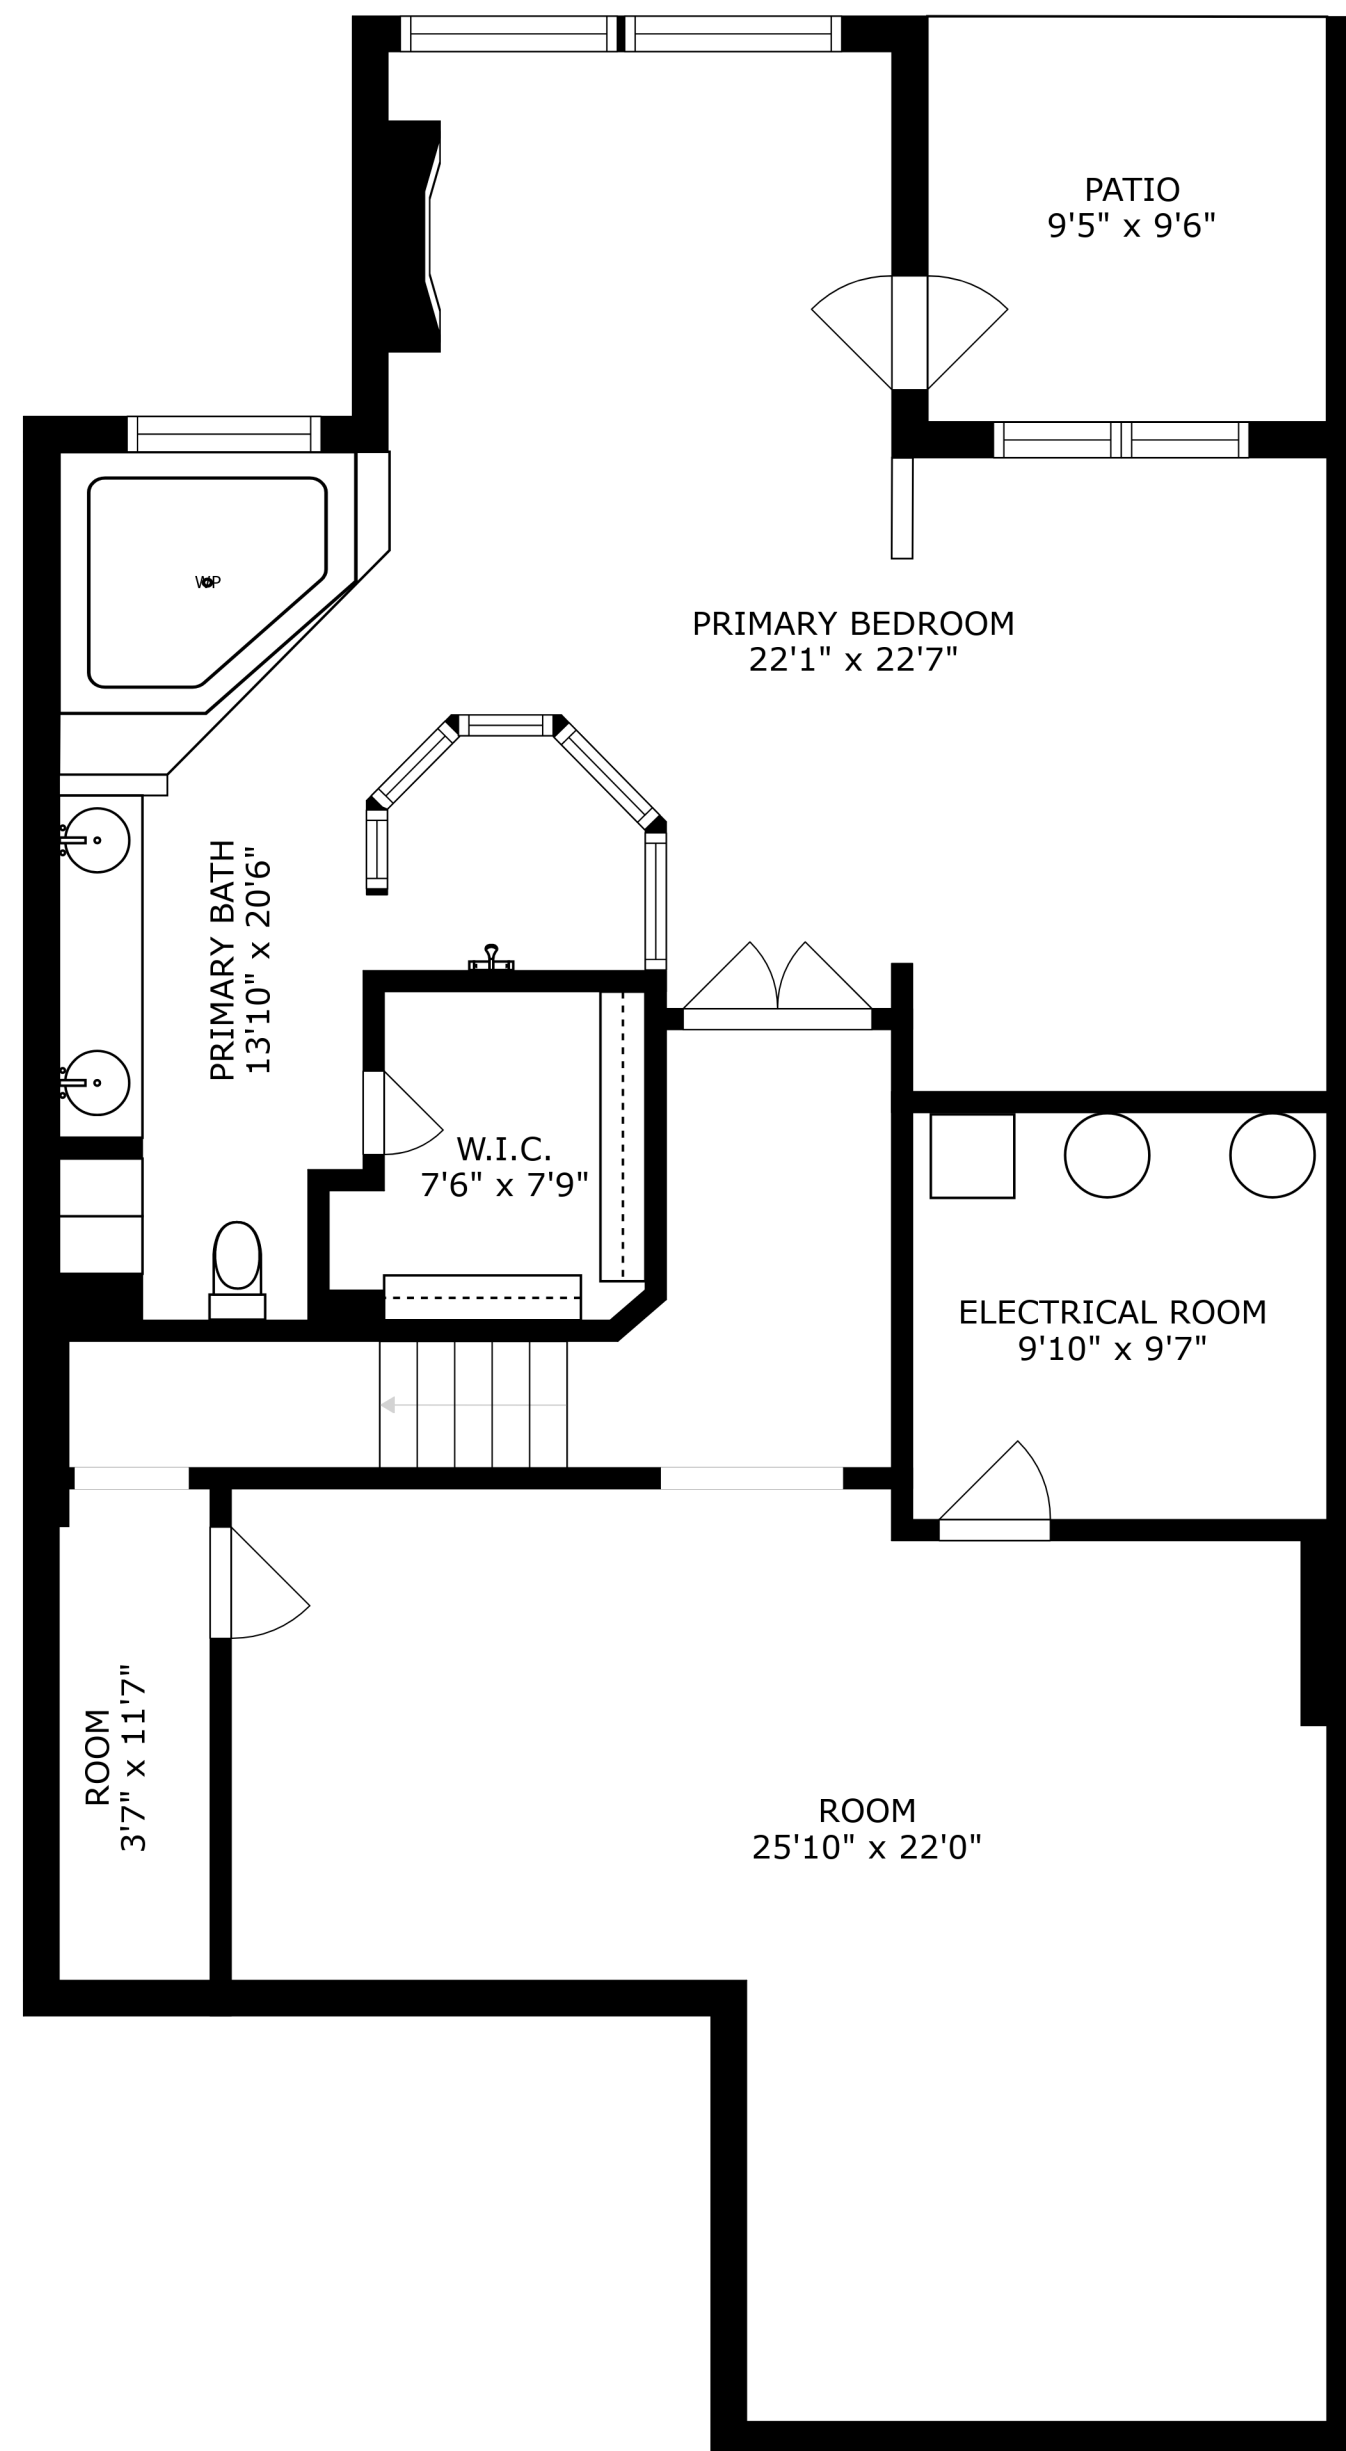 PATIO
9'5" x 9'6"
WP
PRIMARY BEDROOM
22'1" x 22'7"
PRIMARY BATH
13'10" x 20'6"
W.I.C.
7'6" x 7'9"
ELECTRICAL ROOM
9'10" x 9'7"
ROOM
3'7" x 11'7"
ROOM
25'10" x 22'0"